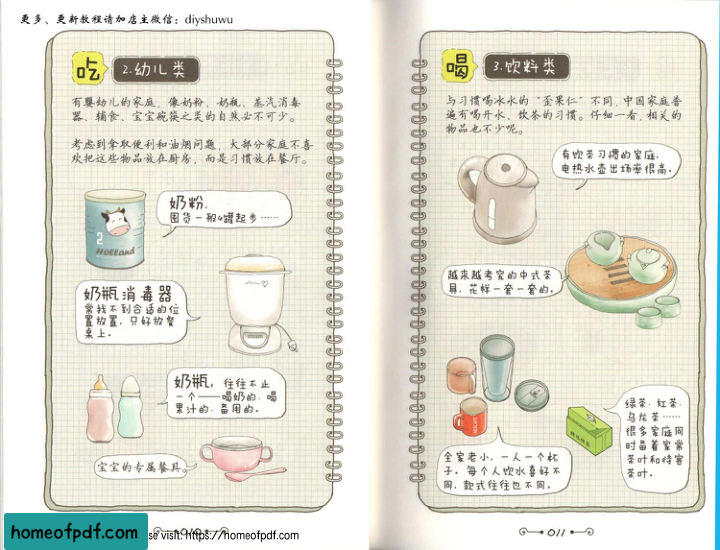 更多、更新教程请加店主微信：diyshuwu
吃
2.幼儿类
有婴幼儿的家庭，像奶粉、奶瓶、蒸汽消毒
器、辅食、宝宝碗筷之类的自然必不可少。
考虑到拿取便利和油烟问题，大部分家庭不喜
欢把这些物品放在厨房，而是习惯放在餐厅。
奶粉，
囤货一般4罐起步……
2
Holland
奶瓶消毒器
常找不到合适的位
置放置，只好放餐
桌上。
奶瓶，往往不止
一个——喝奶的、喝
果汁的、备用的。
宝宝的专属餐具。
homeofpdf.com
se visit: https://homeofpdf.com
喝
3.饮料类
与习惯喝冰水的“歪果仁”不同，中国家庭普
遍有喝开水、饮茶的习惯。仔细一看，相关的
物品也不少呢。
有饮茶习惯的家庭，
电热水壶出场率很高。
越来越考究的中式茶
具，花样一套一套的。
全家老小，一人一个杯
子。每个人饮水喜好不
同，款式往往也不同。
绿茶、红茶、
乌龙茶……
很多家庭同
时备着家常
茶叶和待客
茶叶。
011